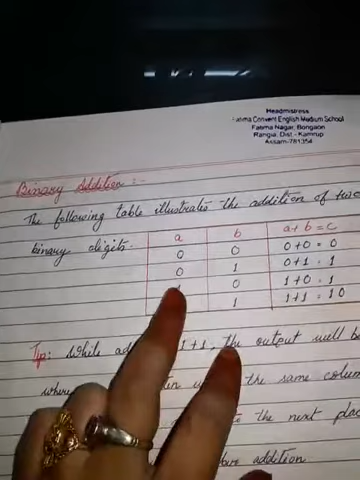 Headmistress
Fatima Convent English Medium School
Fatima Nagar, Bongaon
Rangia, Dist - Kamrup
Assam-781354
Binary Addition :-
The following table illustrates the addition of two
binary digits.
a b a + b = c
0 0 0+0 = 0
0 1 0+1 = 1
0 1+0 = 1
1 1+1 = 10
Tip: While 1+1, the output will be
the same colum
the next plac
addition